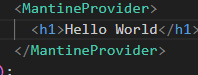 <MantineProvider>
<h1>Hello World</h1>
</MantineProvider>
);